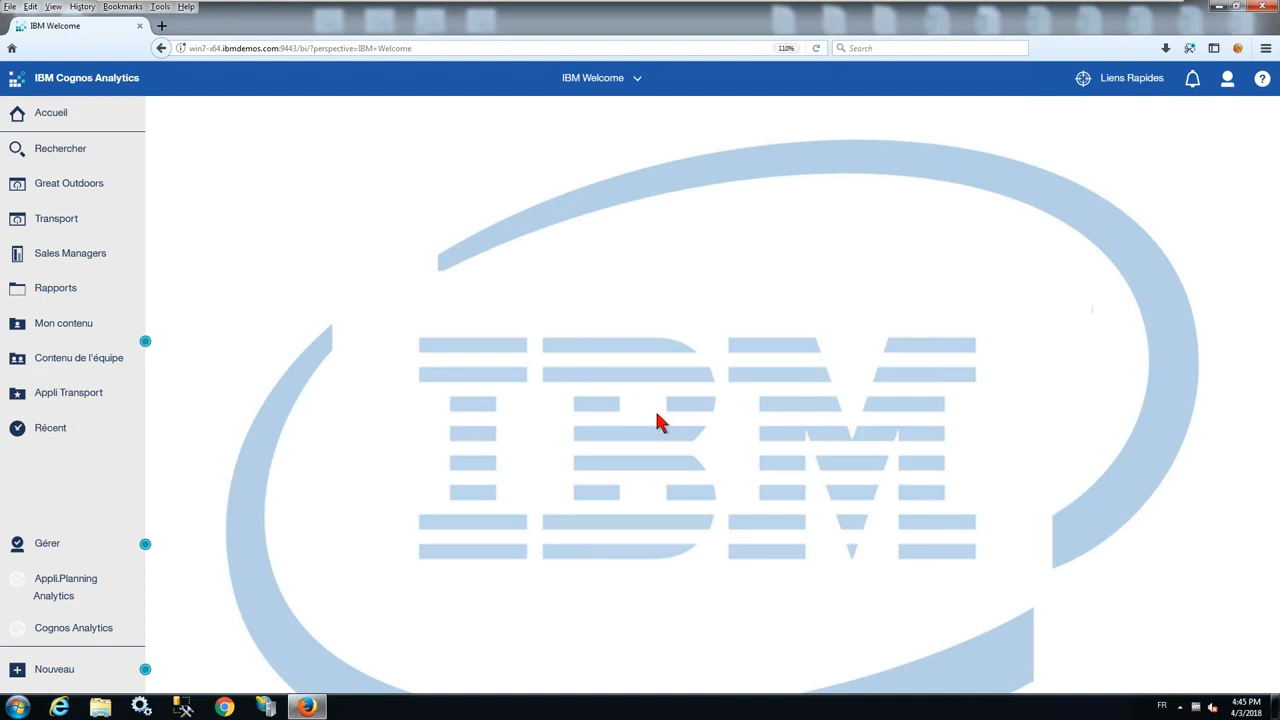 File Edit View History Bookmarks Tools Help
IBM Welcome
win7-x64.ibmdemos.com:9443/bi/?perspective=IBM+Welcome
110%
Search
IBM Cognos Analytics
IBM Welcome
Liens Rapides
Accueil
Rechercher
Great Outdoors
Transport
Sales Managers
Rapports
Mon contenu
Contenu de l'équipe
Appli Transport
Récent
IBM
Gérer
Appli.Planning
Analytics
Cognos Analytics
Nouveau
FR
4:45 PM
4/3/2018